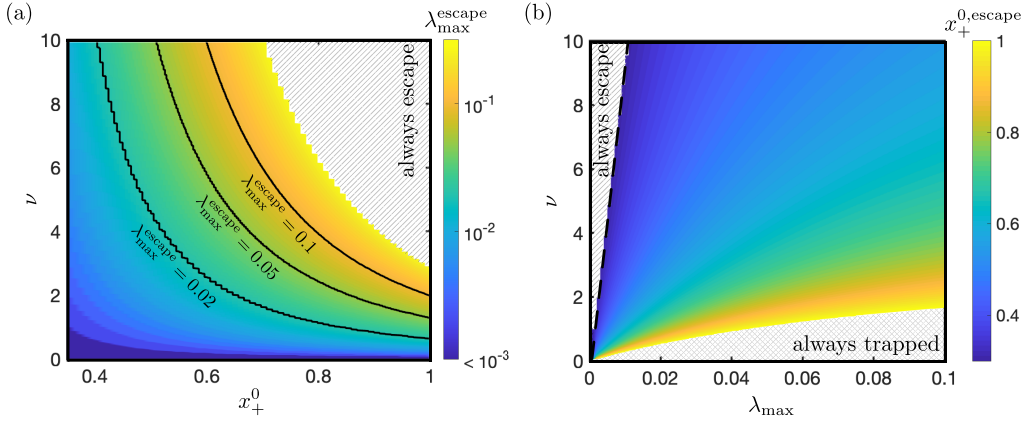 (a)
λ_max^escape
10
8
6
4
2
0
ν
0.4
0.6
0.8
1
x_+^0
always escape
λ_max^escape = 0.1
λ_max^escape = 0.05
λ_max^escape = 0.02
10^-1
10^-2
< 10^-3
(b)
x_+^0,escape
10
8
6
4
2
0
ν
0
0.02
0.04
0.06
0.08
0.1
λ_max
always escape
always trapped
1
0.8
0.6
0.4